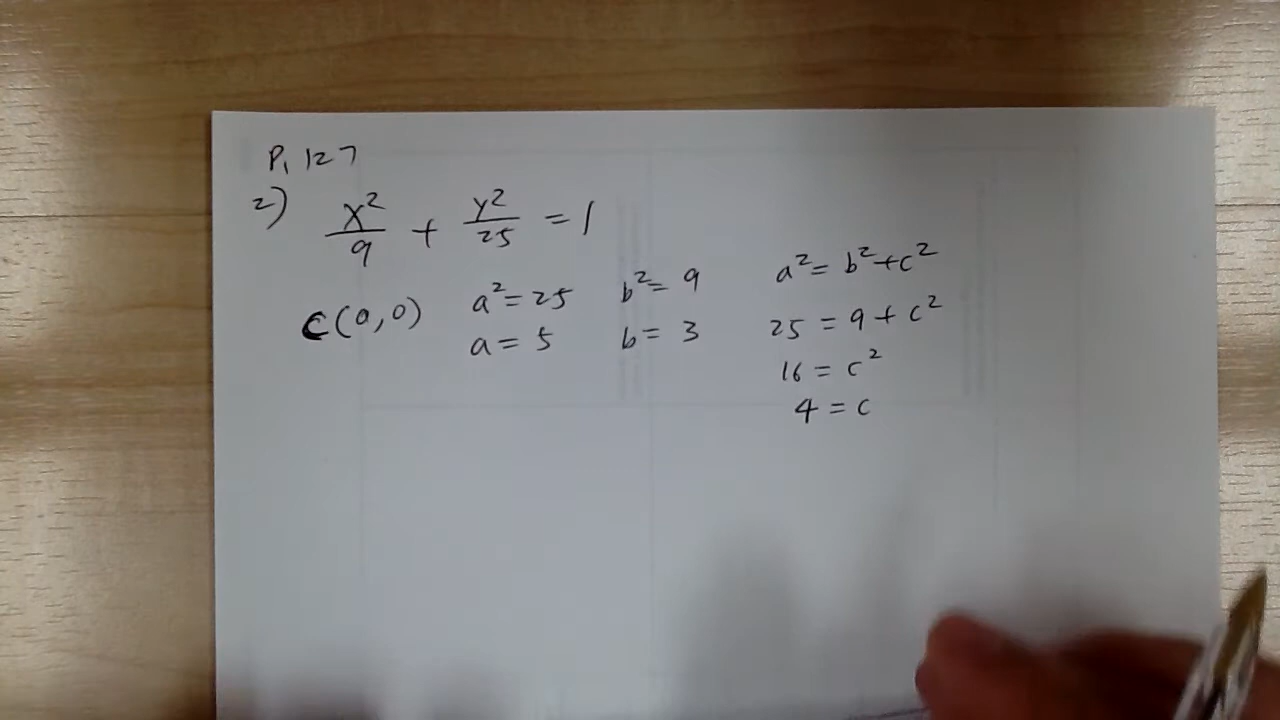 P. 127
2) x²/9 + y²/25 = 1
C(0,0) a² = 25 b² = 9 a² = b² + c²
a = 5 b = 3 25 = 9 + c²
16 = c²
4 = c